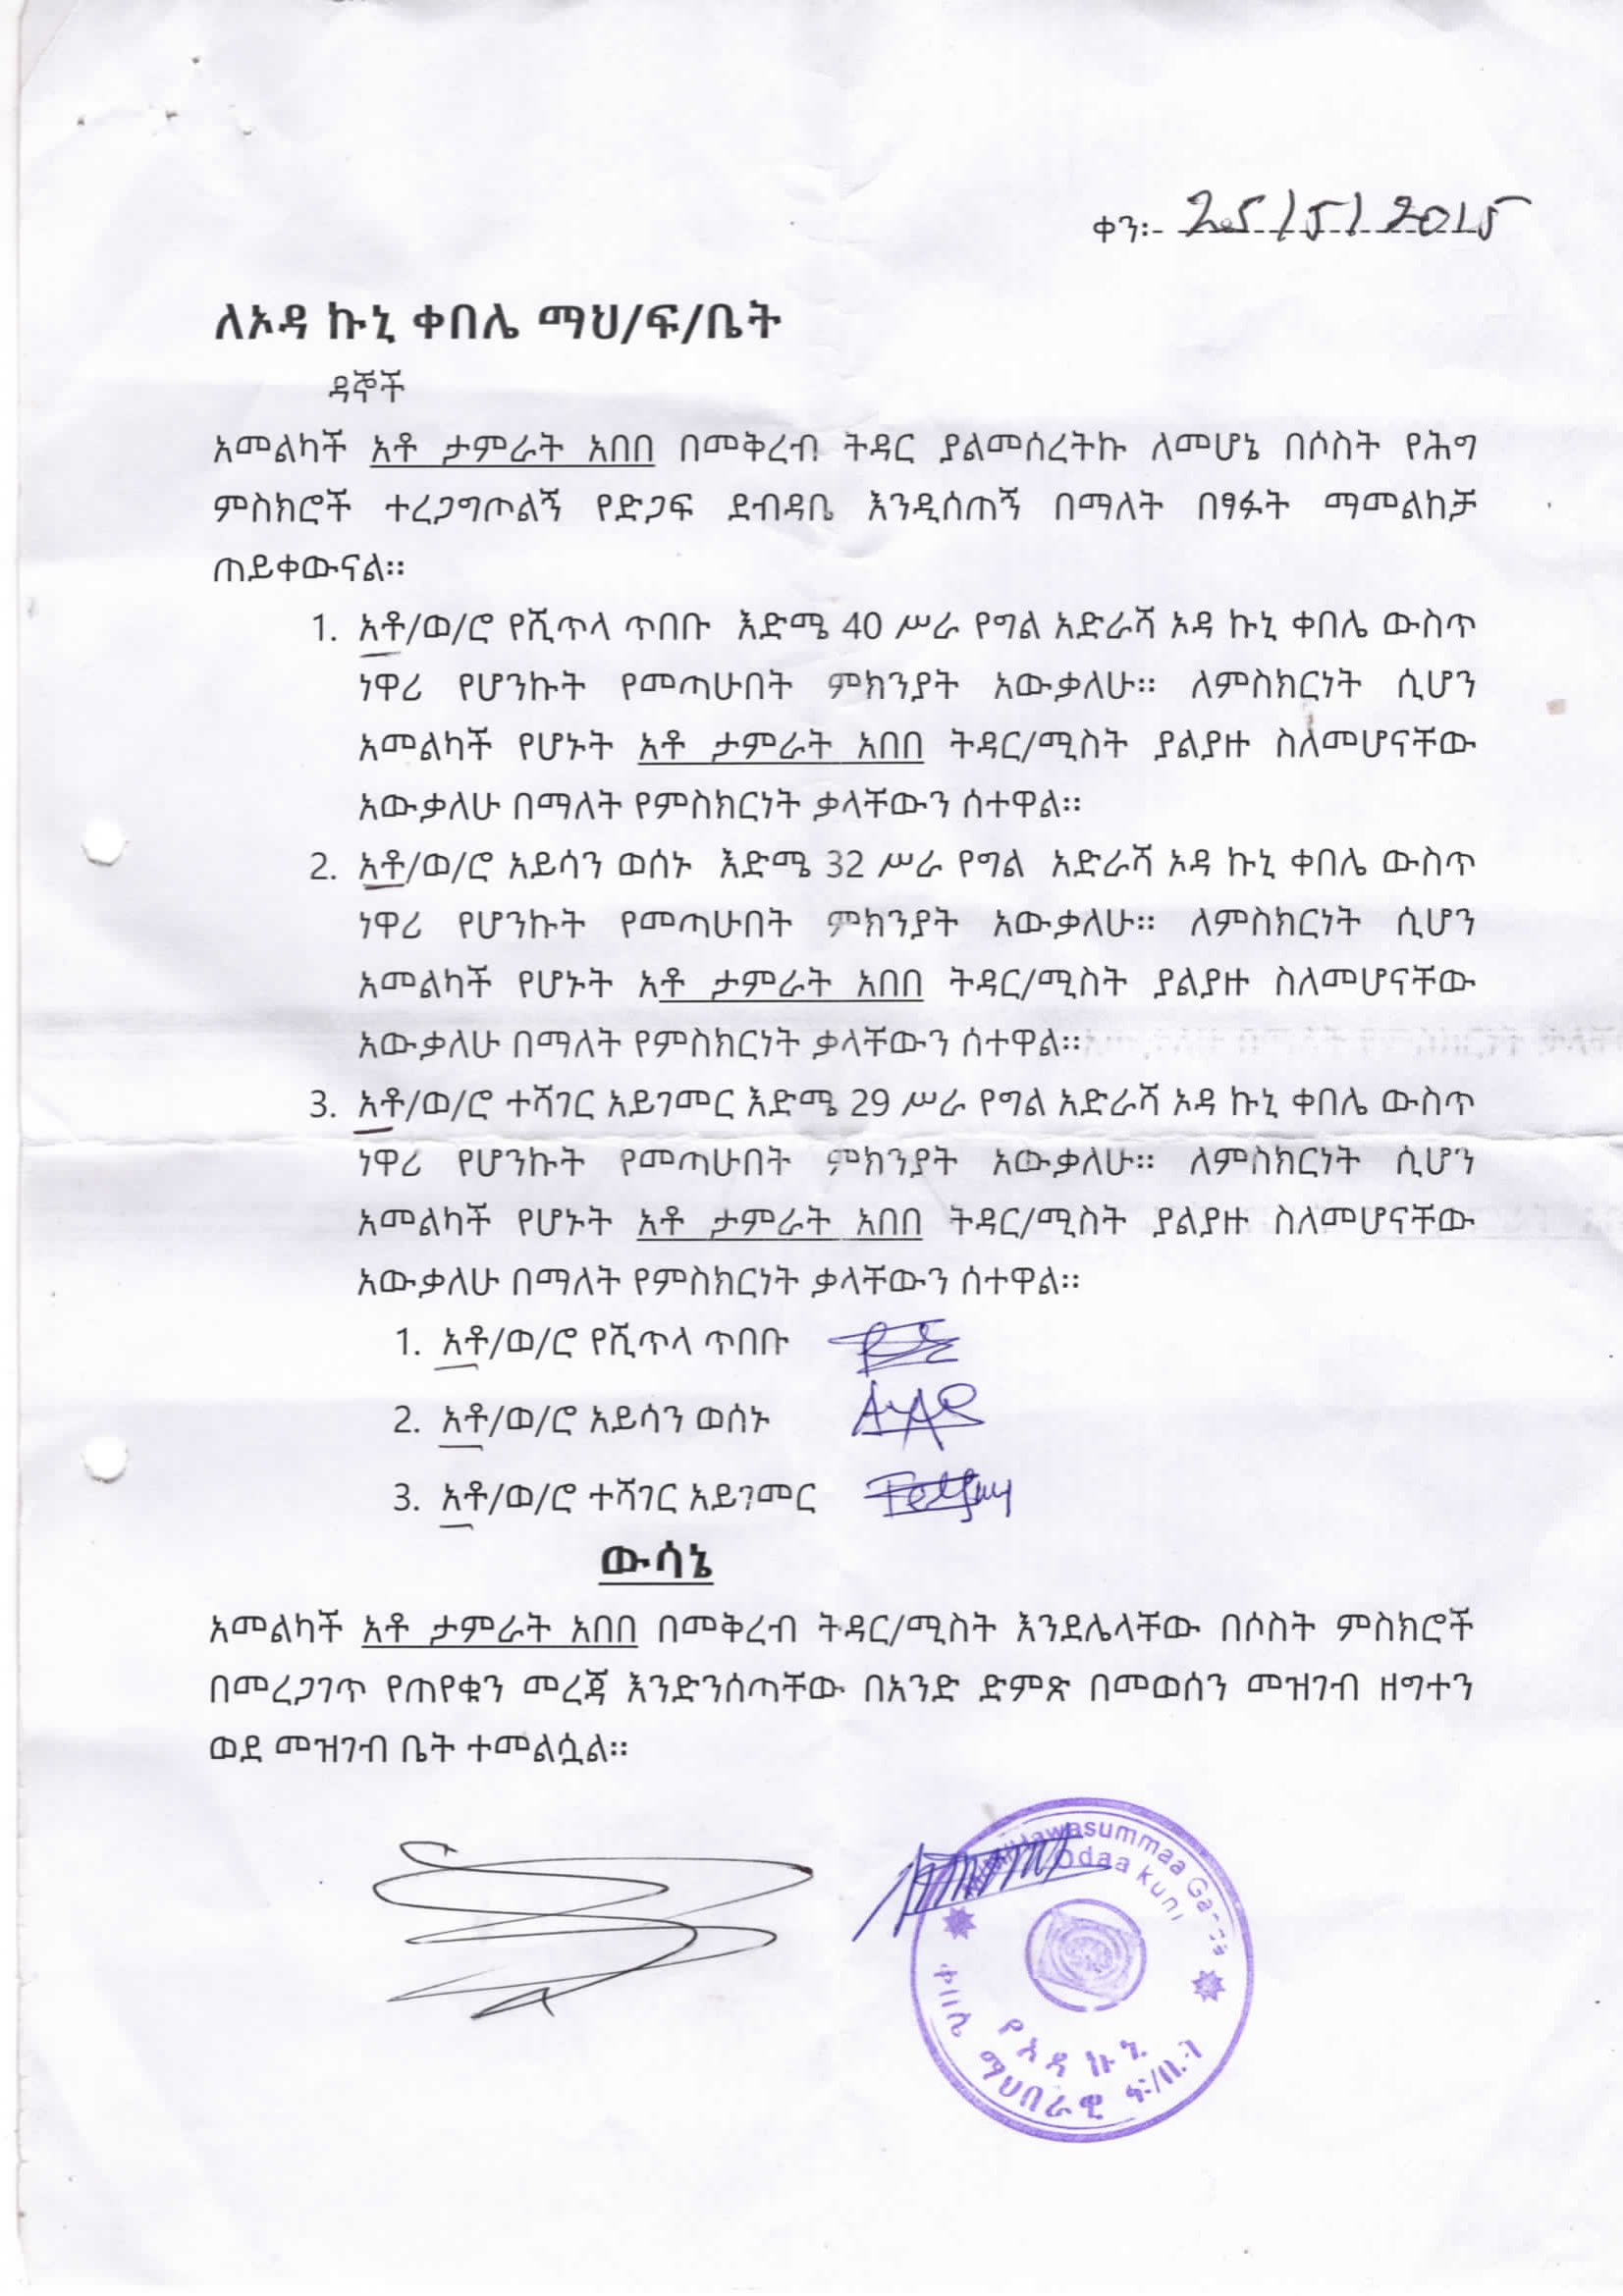 ቀን፡- 25/5/2015
ለኦዳ ኩኒ ቀበሌ ማህ/ፍ/ቤት
ዳኞች
አመልካች አቶ ታምራት አበበ በመቅረብ ትዳር ያልመሰረትኩ ለመሆኔ በሶስት የሕግ
ምስክሮች ተረጋግጦልኝ የድጋፍ ደብዳቤ እንዲሰጠኝ በማለት በፃፉት ማመልከቻ
ጠይቀውናል፡፡
1. አቶ/ወ/ሮ የሺጥላ ጥበቡ እድሜ 40 ሥራ የግል አድራሻ ኦዳ ኩኒ ቀበሌ ውስጥ
ነዋሪ የሆንኩት የመጣሁበት ምክንያት አውቃለሁ፡፡ ለምስክርነት ሲሆን
አመልካች የሆኑት አቶ ታምራት አበበ ትዳር/ሚስት ያልያዙ ስለመሆናቸው
አውቃለሁ በማለት የምስክርነት ቃላቸውን ሰተዋል፡፡
2. አቶ/ወ/ሮ አይሳን ወሰኑ እድሜ 32 ሥራ የግል አድራሻ ኦዳ ኩኒ ቀበሌ ውስጥ
ነዋሪ የሆንኩት የመጣሁበት ምክንያት አውቃለሁ፡፡ ለምስክርነት ሲሆን
አመልካች የሆኑት አቶ ታምራት አበበ ትዳር/ሚስት ያልያዙ ስለመሆናቸው
አውቃለሁ በማለት የምስክርነት ቃላቸውን ሰተዋል፡፡
3. አቶ/ወ/ሮ ተሻገር አይገመር እድሜ 29 ሥራ የግል አድራሻ ኦዳ ኩኒ ቀበሌ ውስጥ
ነዋሪ የሆንኩት የመጣሁበት ምክንያት አውቃለሁ፡፡ ለምስክርነት ሲሆን
አመልካች የሆኑት አቶ ታምራት አበበ ትዳር/ሚስት ያልያዙ ስለመሆናቸው
አውቃለሁ በማለት የምስክርነት ቃላቸውን ሰተዋል፡፡
1. አቶ/ወ/ሮ የሺጥላ ጥበቡ
2. አቶ/ወ/ሮ አይሳን ወሰኑ
3. አቶ/ወ/ሮ ተሻገር አይገመር
ውሳኔ
አመልካች አቶ ታምራት አበበ በመቅረብ ትዳር/ሚስት እንደሌላቸው በሶስት ምስክሮች
በመረጋገጥ የጠየቁን መረጃ እንድንሰጣቸው በአንድ ድምጽ በመወሰን መዝገብ ዘግተን
ወደ መዝገብ ቤት ተመልሷል፡፡
Hawasummaa
Odaa kuni
የኦዳ ኩኒ
ቀበሌ ማህበራዊ ፍ/ቤት